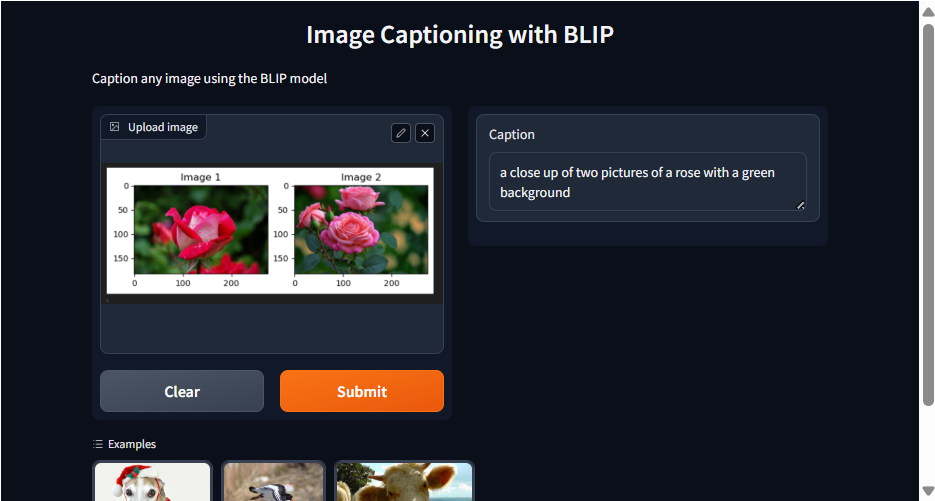 Image Captioning with BLIP
Caption any image using the BLIP model
Upload image
Image 1
Image 2
0
50
100
150
0
100
200
0
50
100
150
0
100
200
Clear
Submit
Caption
a close up of two pictures of a rose with a green
background
Examples